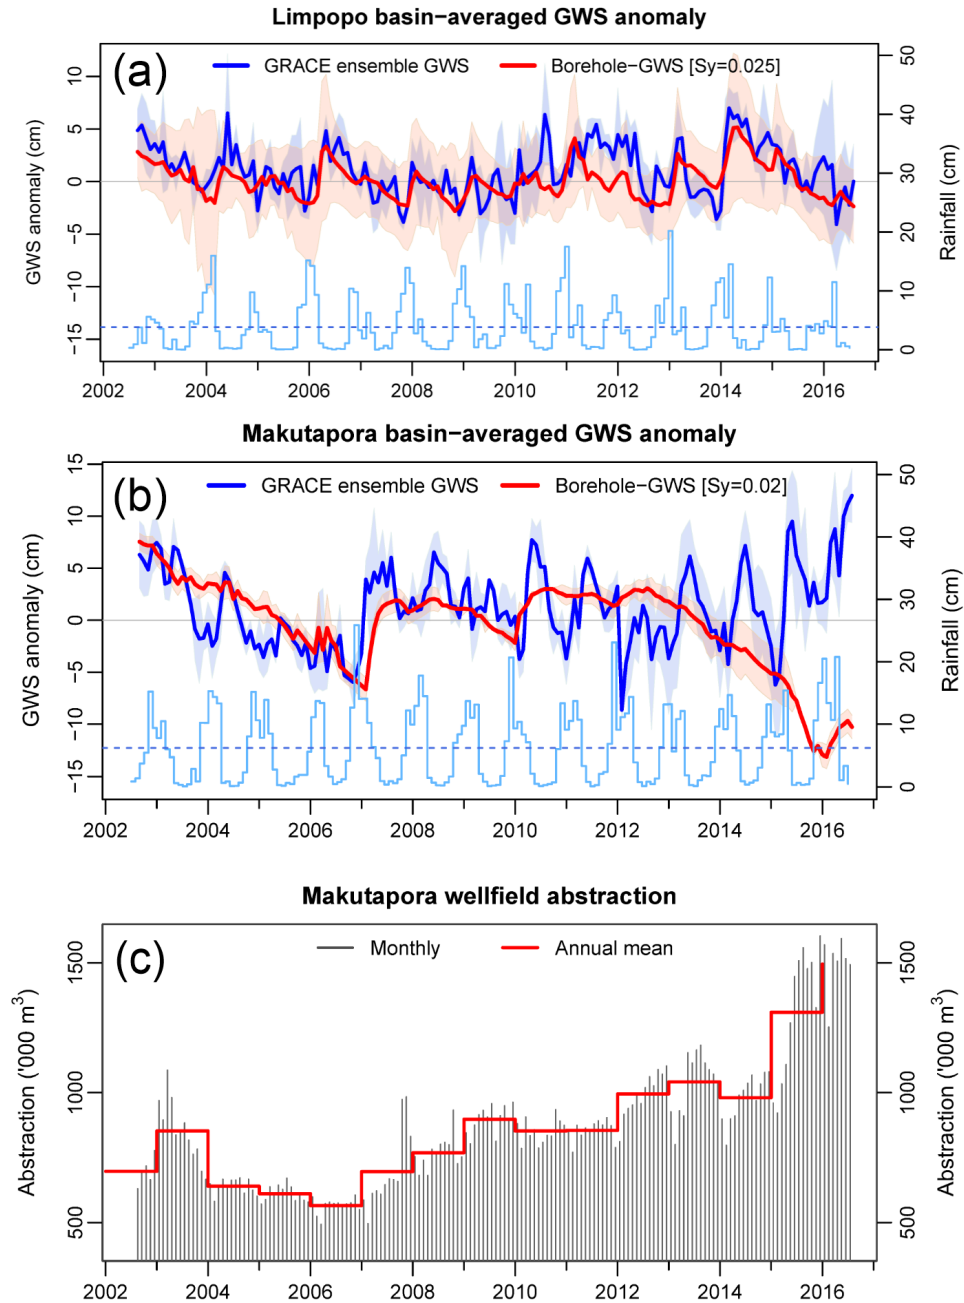 Limpopo basin−averaged GWS anomaly
(a)
GRACE ensemble GWS
Borehole−GWS [Sy=0.025]
GWS anomaly (cm)
10
5
0
−5
−10
−15
Rainfall (cm)
50
40
30
20
10
0
2002 2004 2006 2008 2010 2012 2014 2016
Makutapora basin−averaged GWS anomaly
(b)
GRACE ensemble GWS
Borehole−GWS [Sy=0.02]
GWS anomaly (cm)
15
10
5
0
−5
−10
−15
Rainfall (cm)
50
40
30
20
10
0
2002 2004 2006 2008 2010 2012 2014 2016
Makutapora wellfield abstraction
(c)
Monthly
Annual mean
Abstraction ('000 m³)
1500
1000
500
Abstraction ('000 m³)
1500
1000
500
2002 2004 2006 2008 2010 2012 2014 2016